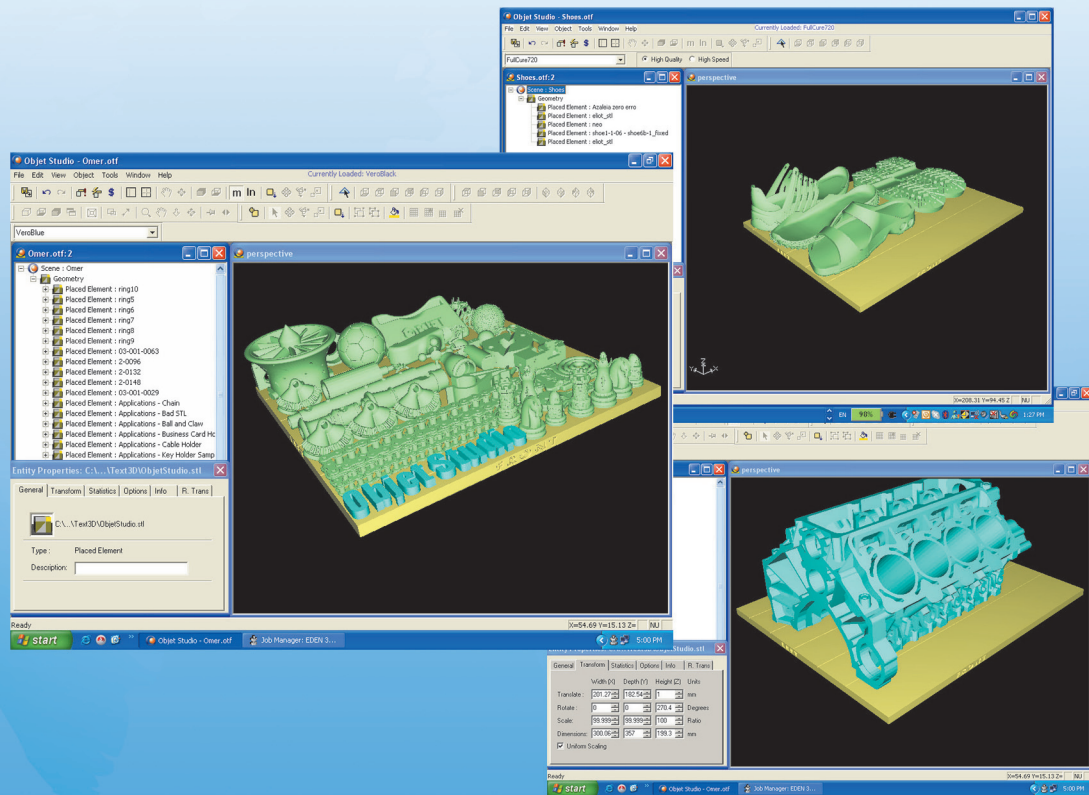 Objet Studio - Shoes.otf
File Edit View Object Tools Window Help
Currently Loaded: FullCure720
FullCure720
High Quality
High Speed
Shoes.otf:2
Scene : Shoes
Geometry
Placed Element : Azaleia zero erro
Placed Element : eliot_stl
Placed Element : neo
Placed Element : shoe1-1-06 - shoe6b-1_fixed
Placed Element : eliot_stl
perspective
Z
Y
X
X=208.31 Y=94.45 Z
NU
EN
98%
1:27 PM
Objet Studio - Omer.otf
File Edit View Object Tools Window Help
Currently Loaded: VeroBlack
m In
VeroBlue
Omer.otf:2
Scene : Omer
Geometry
Placed Element : ring10
Placed Element : ring5
Placed Element : ring6
Placed Element : ring7
Placed Element : ring8
Placed Element : ring9
Placed Element : 03-001-0063
Placed Element : 2-0096
Placed Element : 2-0132
Placed Element : 2-0148
Placed Element : 03-001-0029
Placed Element : Applications - Chain
Placed Element : Applications - Bad STL
Placed Element : Applications - Ball and Claw
Placed Element : Applications - Business Card Hc
Placed Element : Applications - Cable Holder
Placed Element : Applications - Key Holder Samp
perspective
Objet Studio
Entity Properties: C:\...\Text3D\ObjetStudio.stl
General Transform Statistics Options Info R. Trans
C:\...\Text3D\ObjetStudio.stl
Type : Placed Element
Description:
Ready
X=54.69 Y=15.13 Z=
NU
start
Objet Studio - Omer.otf
Job Manager: EDEN 3...
5:00 PM
perspective
General Transform Statistics Options Info R. Trans
Width (X) Depth (Y) Height (Z) Units
Translate : 201.27 182.54 1 mm
Rotate : 0 0 270.4 Degrees
Scale: 99.999 99.999 100 Ratio
Dimensions: 300.06 357 199.3 mm
Uniform Scaling
Ready
X=54.69 Y=15.13 Z=
NU
start
Objet Studio - Omer.otf
Job Manager: EDEN 3...
5:00 PM